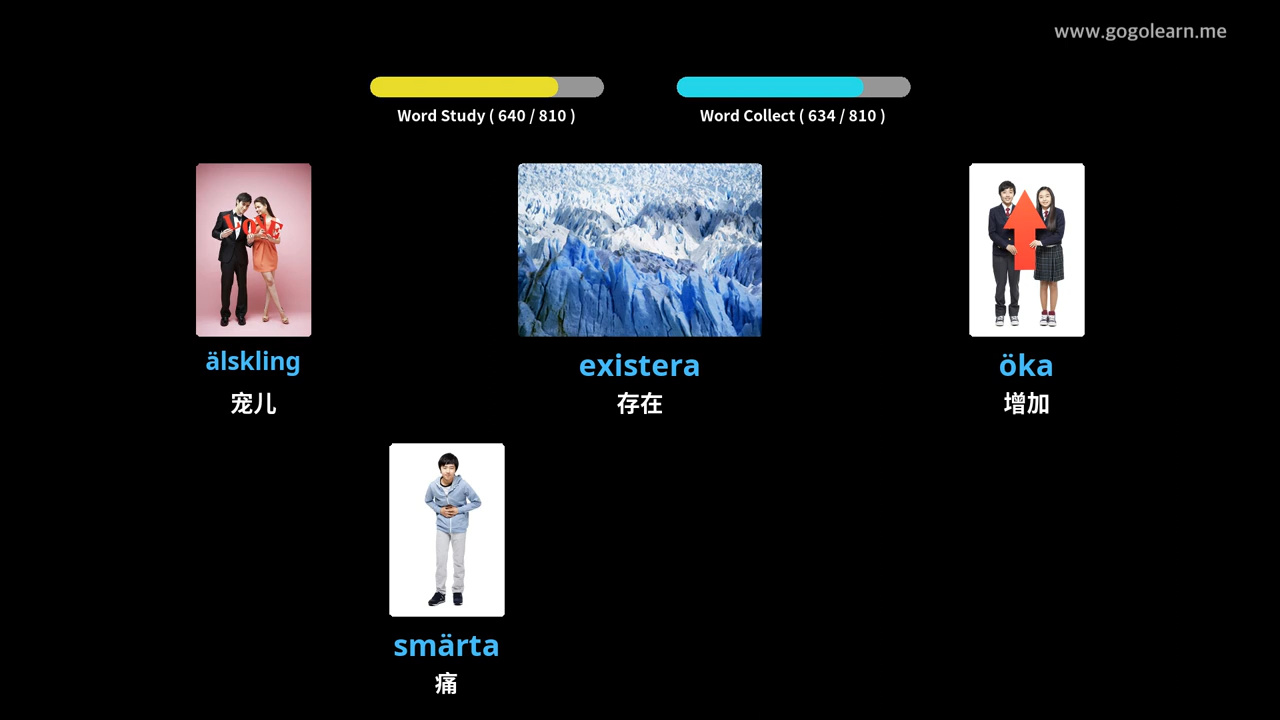 www.gogolearn.me
Word Study ( 640 / 810 )
Word Collect ( 634 / 810 )
LOVE
älskling
宠儿
existera
存在
öka
增加
smärta
痛